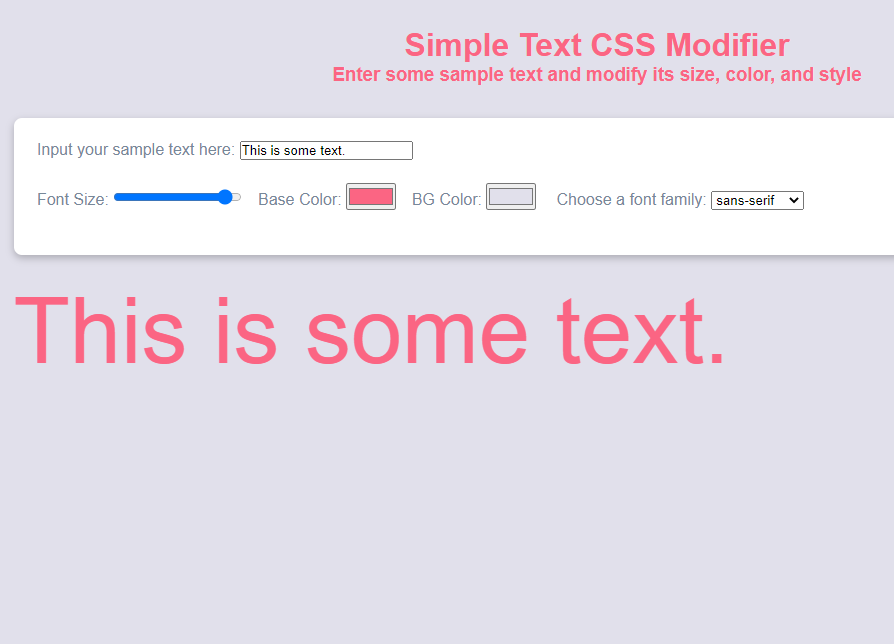 Simple Text CSS Modifier
Enter some sample text and modify its size, color, and style
Input your sample text here: This is some text.
Font Size: Base Color: BG Color: Choose a font family: sans-serif
This is some text.